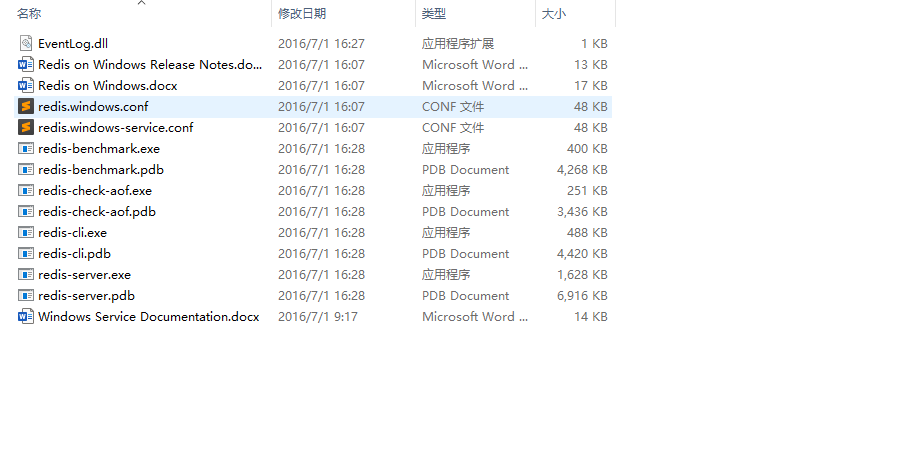 名称 修改日期 类型 大小
EventLog.dll 2016/7/1 16:27 应用程序扩展 1 KB
Redis on Windows Release Notes.do... 2016/7/1 16:07 Microsoft Word ... 13 KB
Redis on Windows.docx 2016/7/1 16:07 Microsoft Word ... 17 KB
redis.windows.conf 2016/7/1 16:07 CONF 文件 48 KB
redis.windows-service.conf 2016/7/1 16:07 CONF 文件 48 KB
redis-benchmark.exe 2016/7/1 16:28 应用程序 400 KB
redis-benchmark.pdb 2016/7/1 16:28 PDB Document 4,268 KB
redis-check-aof.exe 2016/7/1 16:28 应用程序 251 KB
redis-check-aof.pdb 2016/7/1 16:28 PDB Document 3,436 KB
redis-cli.exe 2016/7/1 16:28 应用程序 488 KB
redis-cli.pdb 2016/7/1 16:28 PDB Document 4,420 KB
redis-server.exe 2016/7/1 16:28 应用程序 1,628 KB
redis-server.pdb 2016/7/1 16:28 PDB Document 6,916 KB
Windows Service Documentation.docx 2016/7/1 9:17 Microsoft Word ... 14 KB